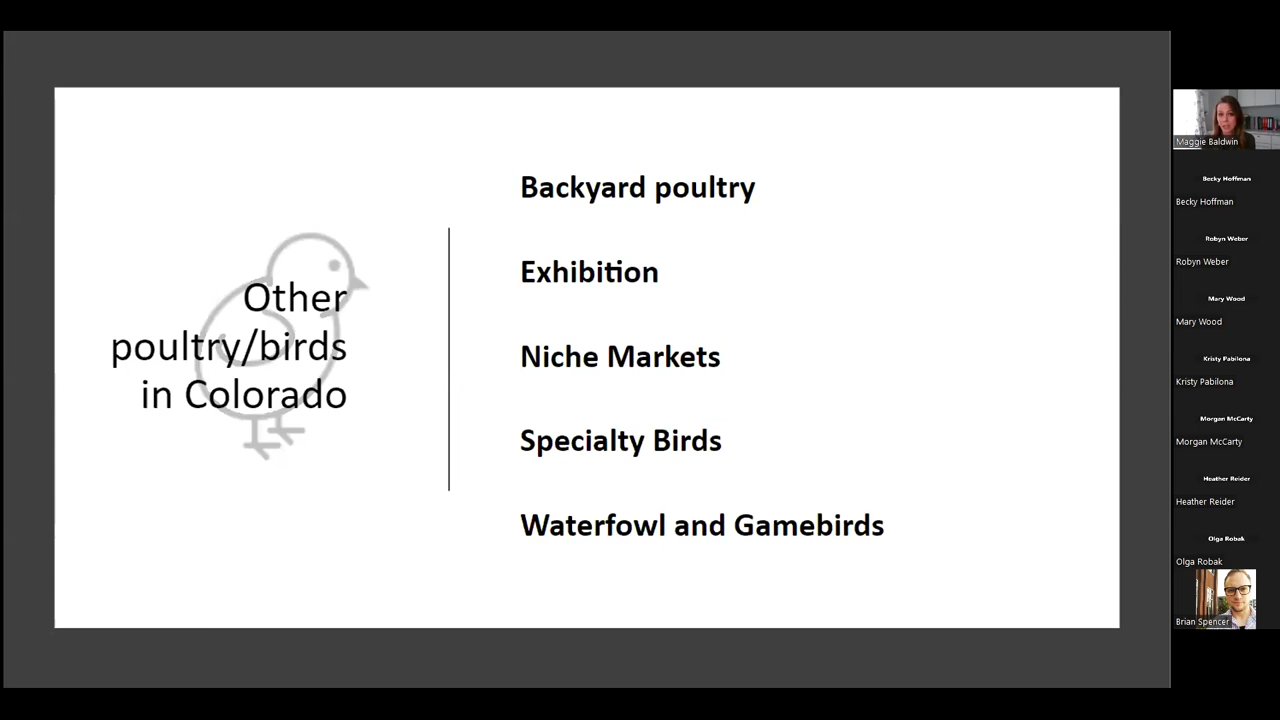 Other
poultry/birds
in Colorado
Backyard poultry
Exhibition
Niche Markets
Specialty Birds
Waterfowl and Gamebirds
Maggie Baldwin
Becky Hoffman
Becky Hoffman
Robyn Weber
Robyn Weber
Mary Wood
Mary Wood
Kristy Pabilona
Kristy Pabilona
Morgan McCarty
Morgan McCarty
Heather Reider
Heather Reider
Olga Robak
Olga Robak
Brian Spencer